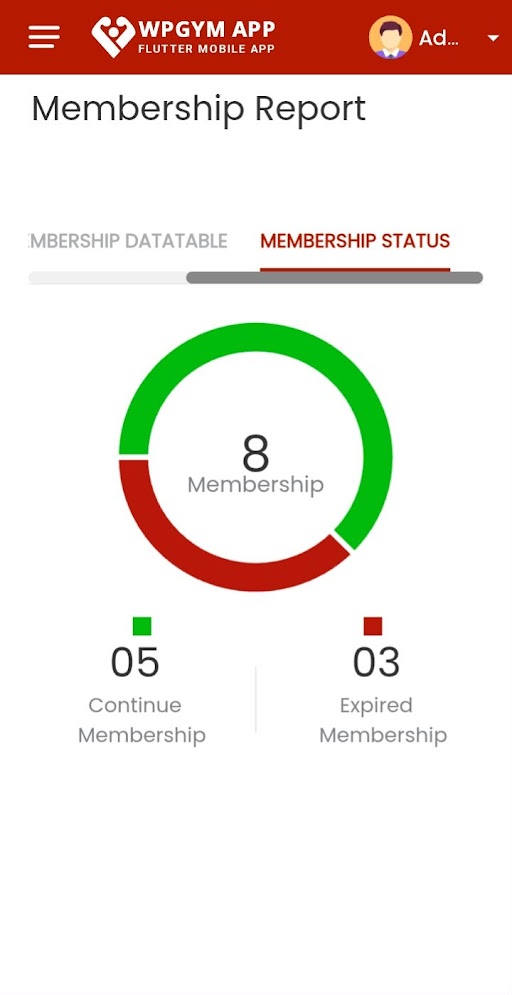 WPGYM APP
FLUTTER MOBILE APP
Ad...
Membership Report
MBERSHIP DATATABLE
MEMBERSHIP STATUS
8
Membership
05
Continue
Membership
03
Expired
Membership